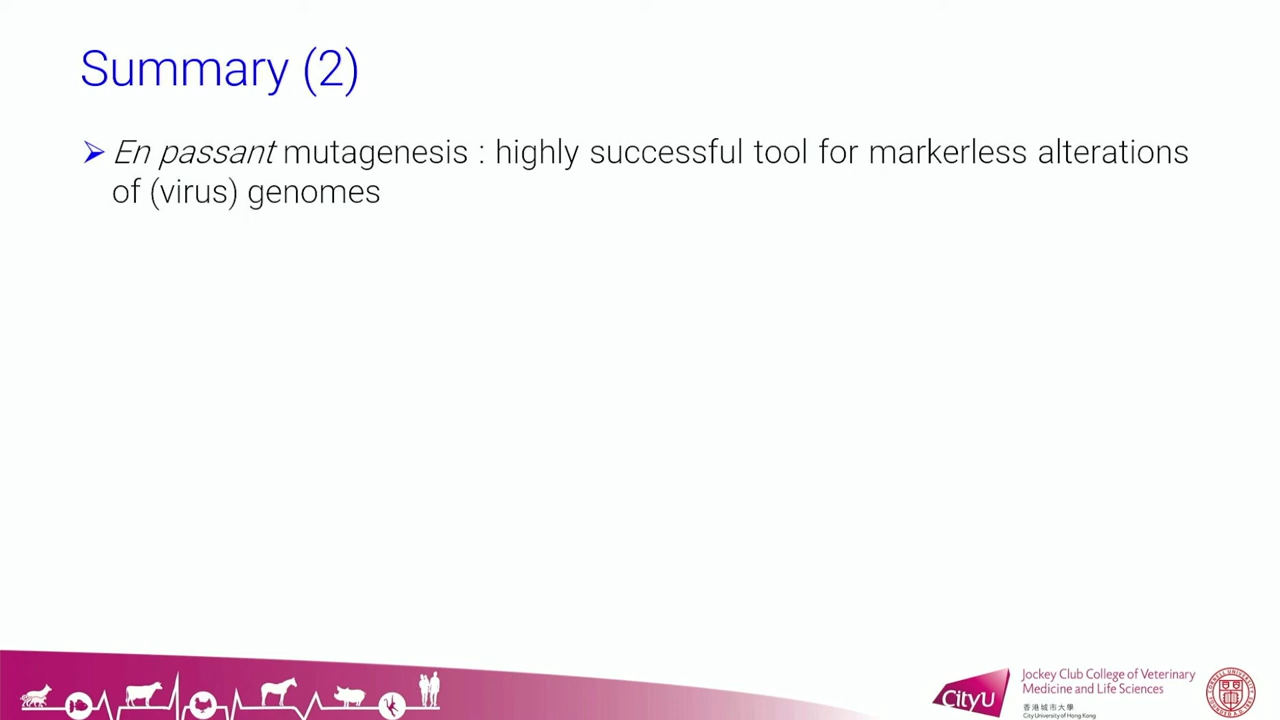 Summary (2)
En passant mutagenesis : highly successful tool for markerless alterations
of (virus) genomes
CityU
Jockey Club College of Veterinary
Medicine and Life Sciences
香港城市大學
City University of Hong Kong